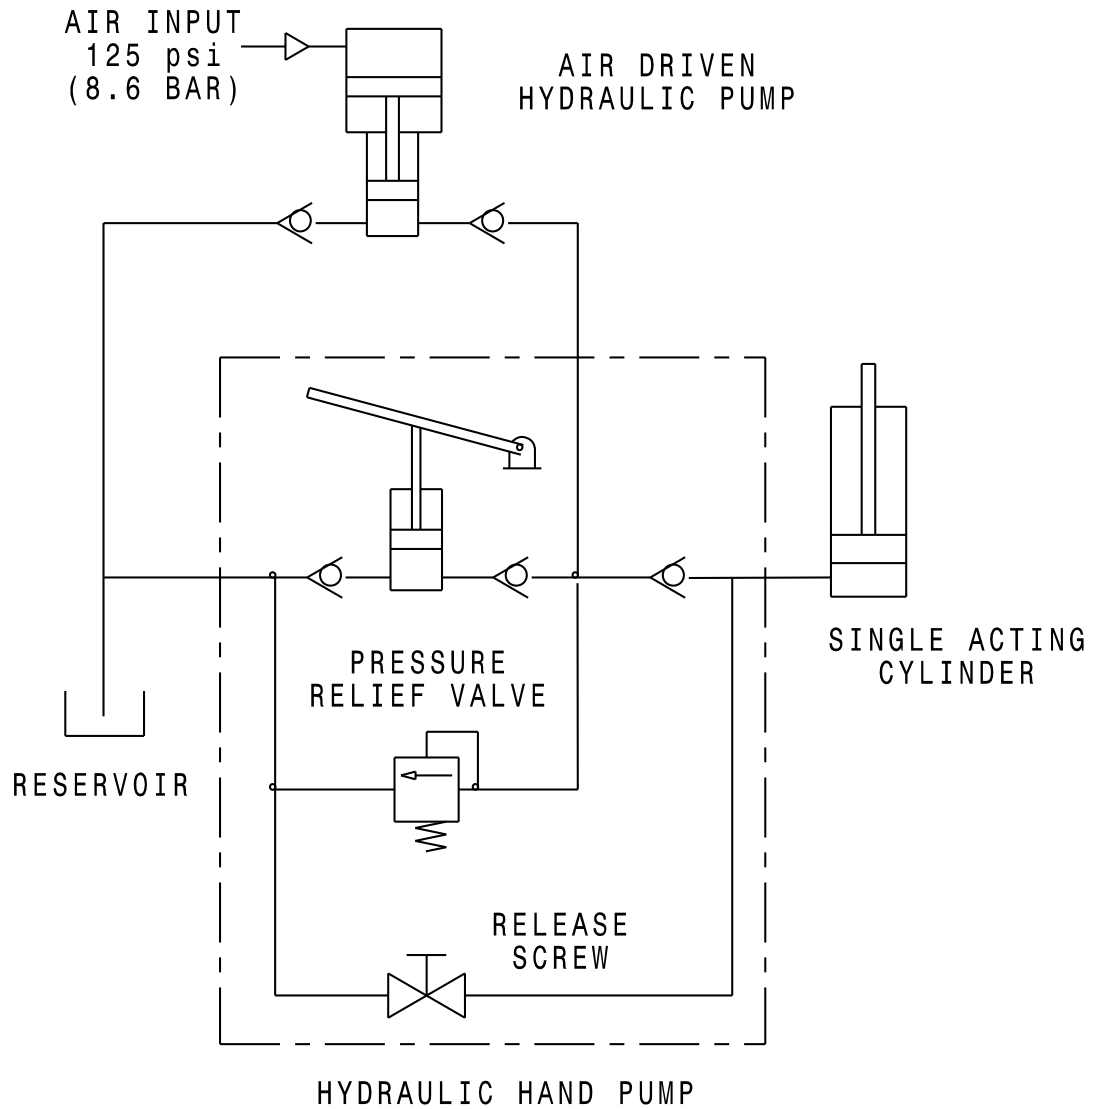 AIR INPUT
125 psi
(8.6 BAR)
AIR DRIVEN
HYDRAULIC PUMP
PRESSURE
RELIEF VALVE
SINGLE ACTING
CYLINDER
RESERVOIR
RELEASE
SCREW
HYDRAULIC HAND PUMP